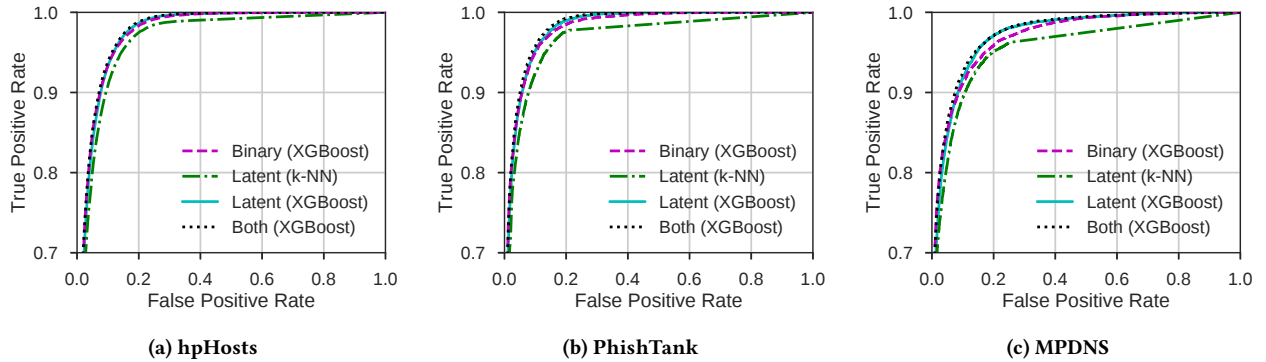 1.0
0.9
0.8
0.7
True Positive Rate
0.0 0.2 0.4 0.6 0.8 1.0
False Positive Rate
Binary (XGBoost)
Latent (k-NN)
Latent (XGBoost)
Both (XGBoost)
(a) hpHosts
1.0
0.9
0.8
0.7
True Positive Rate
0.0 0.2 0.4 0.6 0.8 1.0
False Positive Rate
Binary (XGBoost)
Latent (k-NN)
Latent (XGBoost)
Both (XGBoost)
(b) PhishTank
1.0
0.9
0.8
0.7
True Positive Rate
0.0 0.2 0.4 0.6 0.8 1.0
False Positive Rate
Binary (XGBoost)
Latent (k-NN)
Latent (XGBoost)
Both (XGBoost)
(c) MPDNS